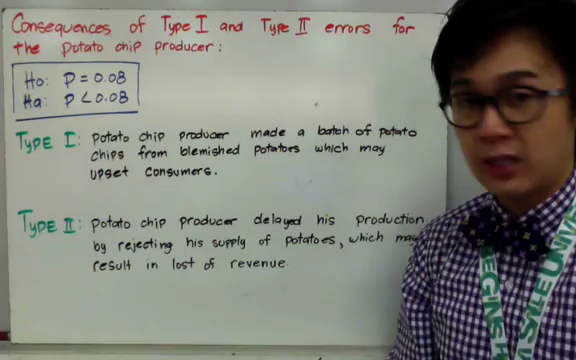 Consequences of Type I and Type II errors for
the potato chip producer:
Ho: P = 0.08
Ha: P < 0.08
Type I: Potato chip producer made a batch of potato
chips from blemished potatoes which may
upset consumers.
Type II: Potato chip producer delayed his production
by rejecting his supply of potatoes, which may
result in lost of revenue.
BEGINS